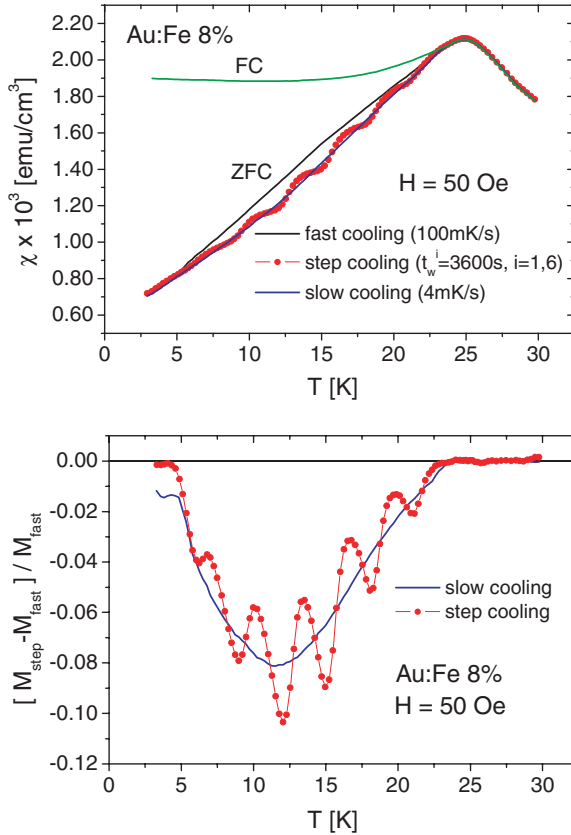 Au:Fe 8%
FC
ZFC
H = 50 Oe
fast cooling (100mK/s)
step cooling (t_w^i=3600s, i=1,6)
slow cooling (4mK/s)
χ x 10³ [emu/cm³]
2.20
2.00
1.80
1.60
1.40
1.20
1.00
0.80
0.60
0 5 10 15 20 25 30
T [K]
[ M_step-M_fast ] / M_fast
0.00
-0.02
-0.04
-0.06
-0.08
-0.10
-0.12
slow cooling
step cooling
Au:Fe 8%
H = 50 Oe
0 5 10 15 20 25 30
T [K]